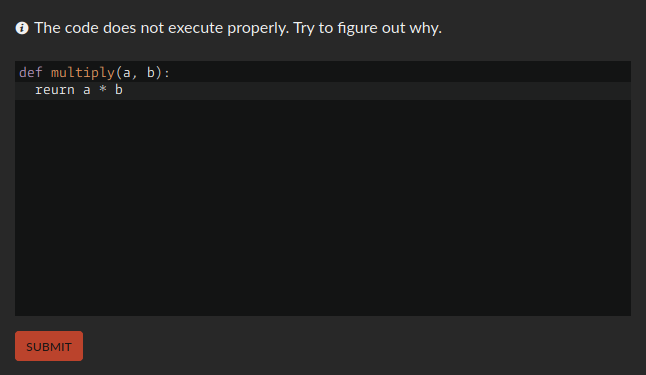 The code does not execute properly. Try to figure out why.
def multiply(a, b):
  reurn a * b
SUBMIT